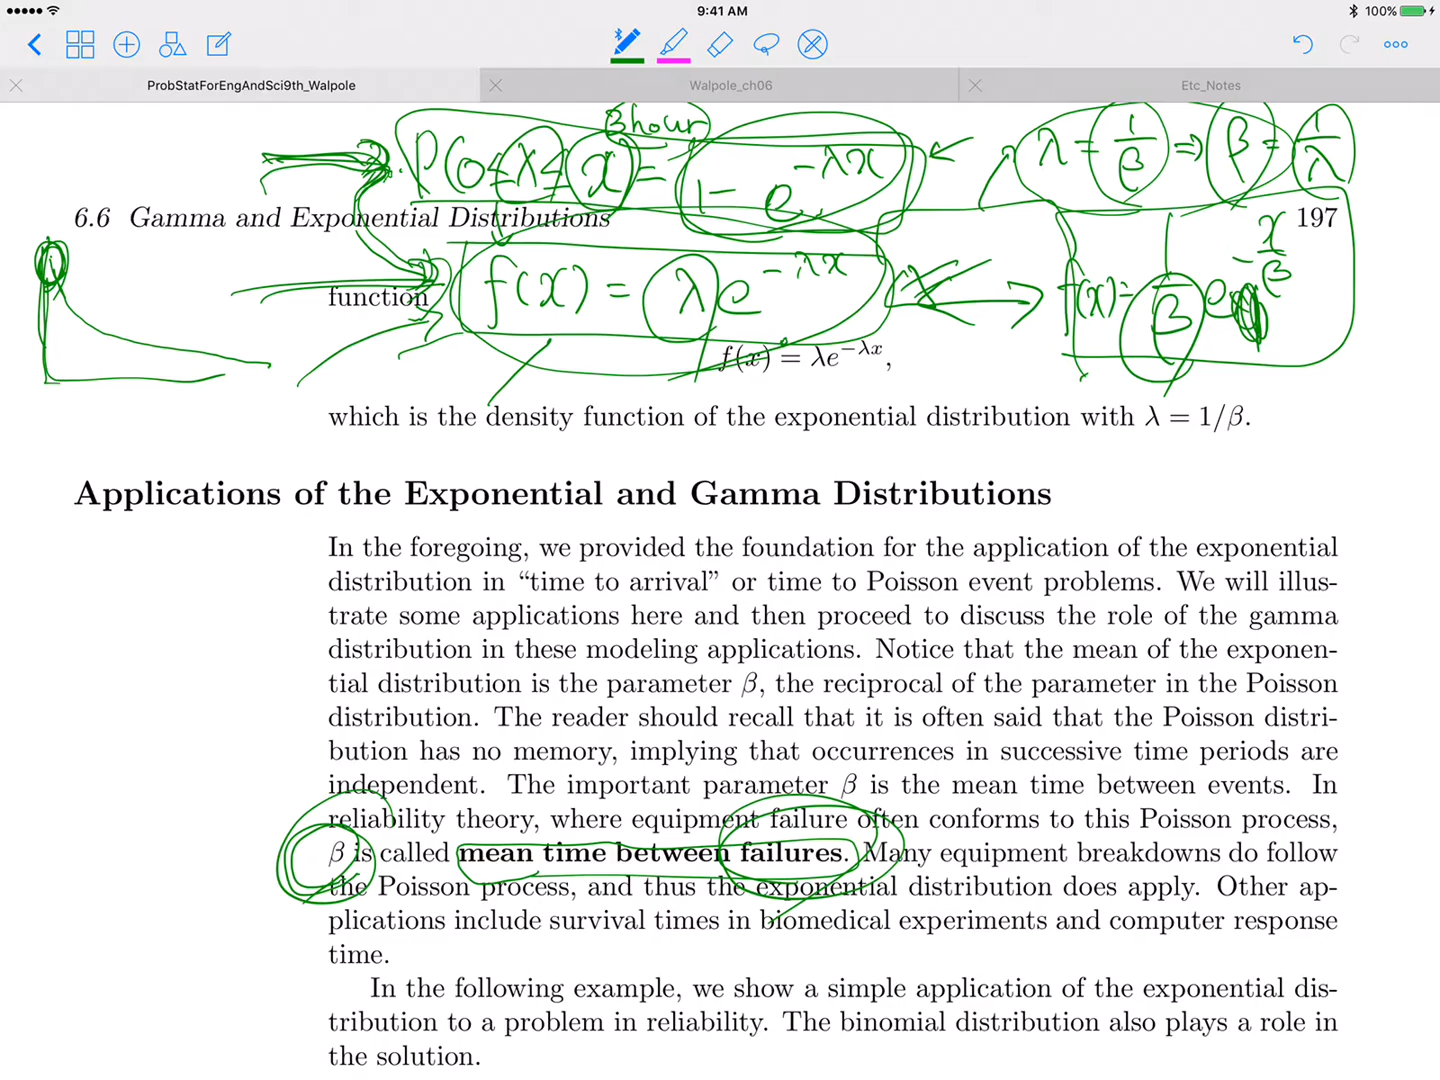 9:41 AM
100%
ProbStatForEngAndSci9th_Walpole
Walpole_ch06
Etc_Notes
3 hour
P(0≤X≤x) = 1- e^-λx
λ = 1/β ⇒ β = 1/λ
6.6 Gamma and Exponential Distributions 197
f(x) = λe^-λx
f(x) = 1/β e^-x/β
function
f(x) = λe^−λx,
which is the density function of the exponential distribution with λ = 1/β.
Applications of the Exponential and Gamma Distributions
In the foregoing, we provided the foundation for the application of the exponential
distribution in “time to arrival” or time to Poisson event problems. We will illus-
trate some applications here and then proceed to discuss the role of the gamma
distribution in these modeling applications. Notice that the mean of the exponen-
tial distribution is the parameter β, the reciprocal of the parameter in the Poisson
distribution. The reader should recall that it is often said that the Poisson distri-
bution has no memory, implying that occurrences in successive time periods are
independent. The important parameter β is the mean time between events. In
reliability theory, where equipment failure often conforms to this Poisson process,
β is called mean time between failures. Many equipment breakdowns do follow
the Poisson process, and thus the exponential distribution does apply. Other ap-
plications include survival times in biomedical experiments and computer response
time.
In the following example, we show a simple application of the exponential dis-
tribution to a problem in reliability. The binomial distribution also plays a role in
the solution.